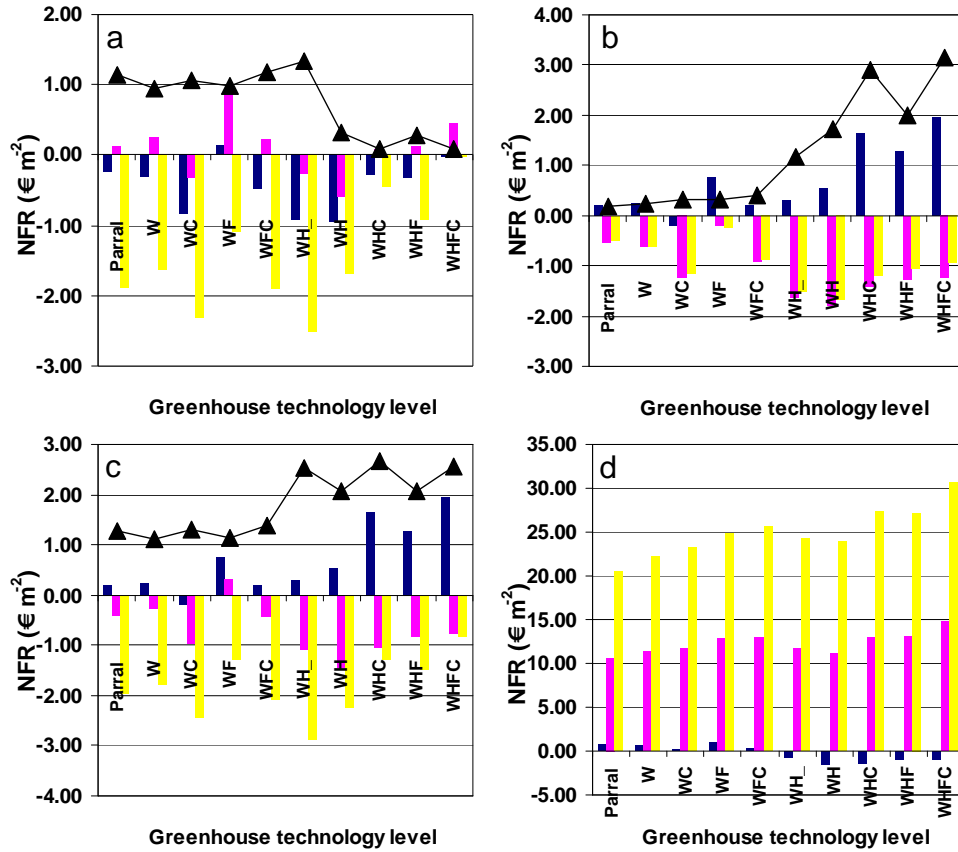 a
2.00
1.00
0.00
-1.00
-2.00
-3.00
NFR (€ m-2)
Parral
W
WC
WF
WFC
WH_
WH
WHC
WHF
WHFC
Greenhouse technology level
b
4.00
3.00
2.00
1.00
0.00
-1.00
-2.00
-3.00
NFR (€ m-2)
Parral
W
WC
WF
WFC
WH_
WH
WHC
WHF
WHFC
Greenhouse technology level
c
3.00
2.00
1.00
0.00
-1.00
-2.00
-3.00
-4.00
NFR (€ m-2)
Parral
W
WC
WF
WFC
WH_
WH
WHC
WHF
WHFC
Greenhouse technology level
d
35.00
30.00
25.00
20.00
15.00
10.00
5.00
0.00
-5.00
NFR (€ m-2)
Parral
W
WC
WF
WFC
WH_
WH
WHC
WHF
WHFC
Greenhouse technology level